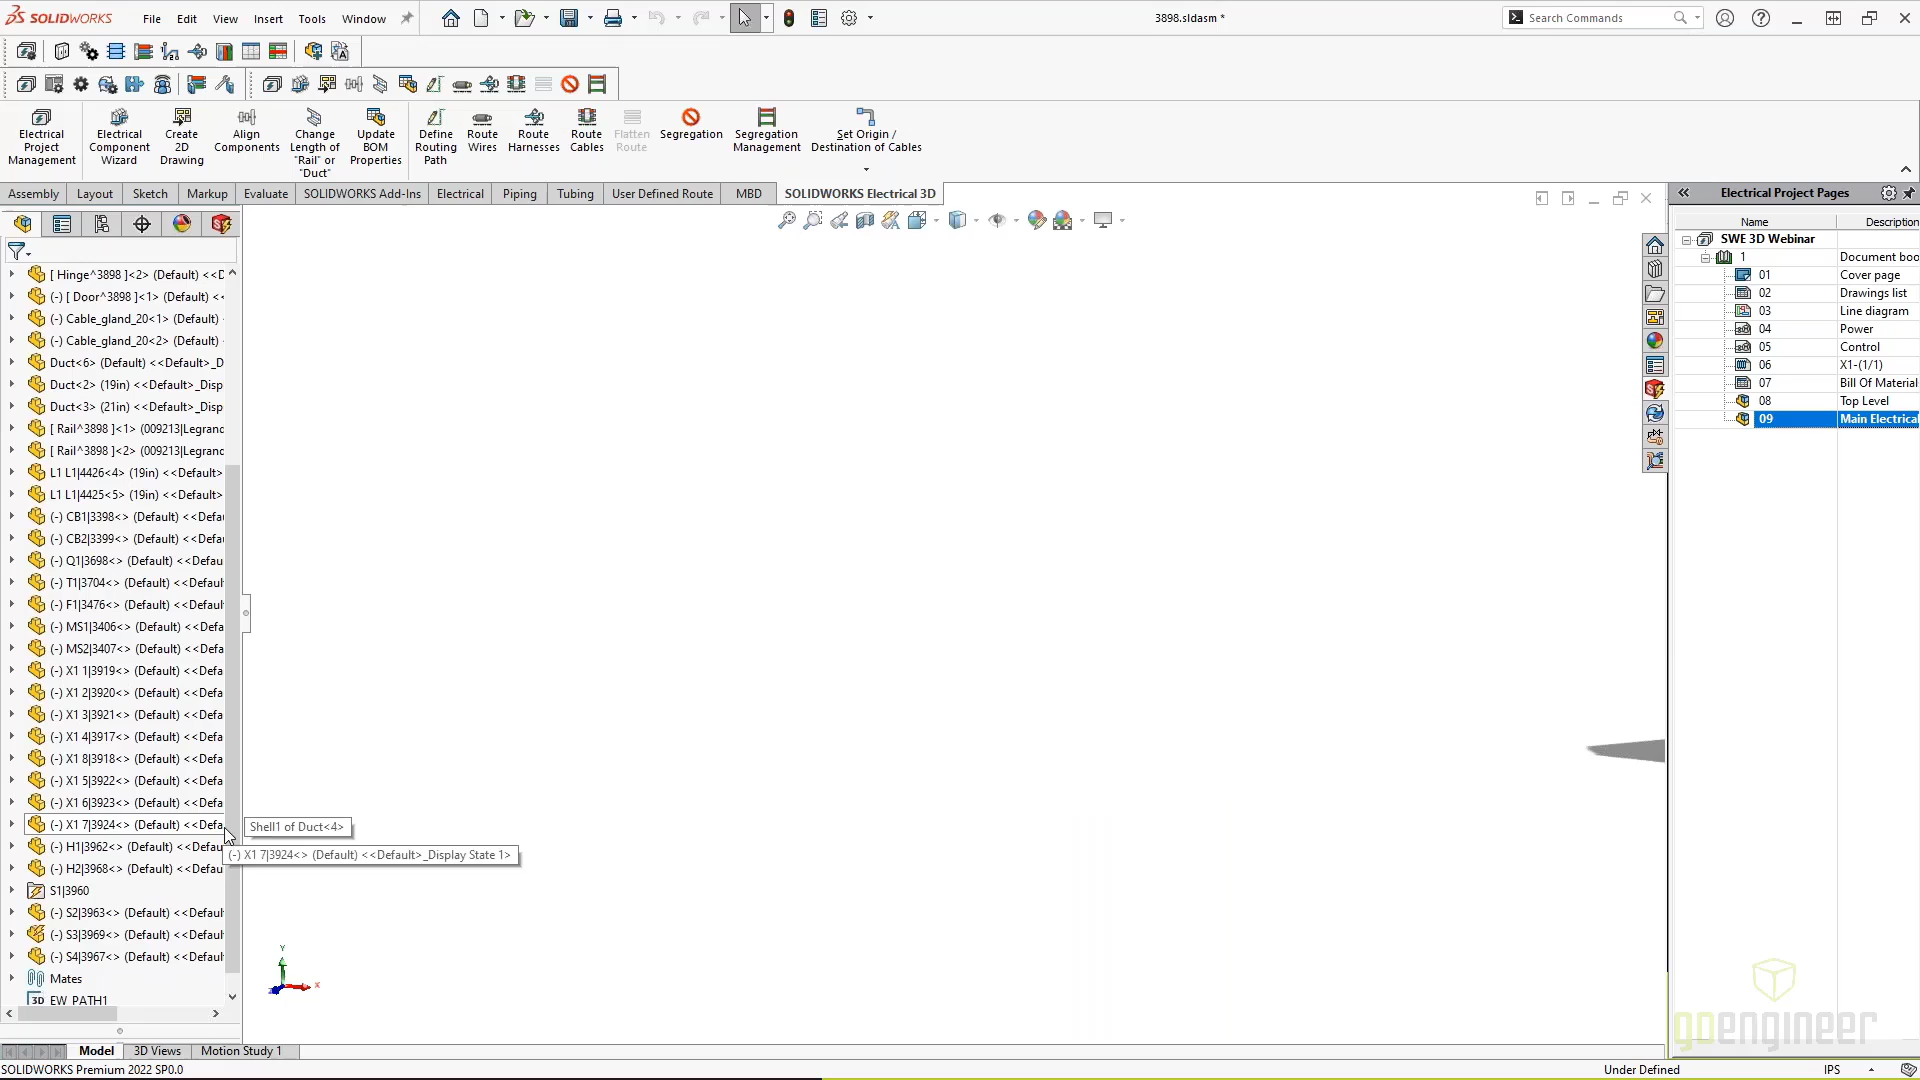 SOLIDWORKS
File Edit View Insert Tools Window
3898.sldasm *
Search Commands
Electrical Project Management
Electrical Component Wizard
Create 2D Drawing
Align Components
Change Length of "Rail" or "Duct"
Update BOM Properties
Define Routing Path
Route Wires
Route Harnesses
Route Cables
Flatten Route
Segregation
Segregation Management
Set Origin / Destination of Cables
Assembly Layout Sketch Markup Evaluate SOLIDWORKS Add-Ins Electrical Piping Tubing User Defined Route MBD SOLIDWORKS Electrical 3D
[ Hinge^3898 ]<2> (Default) <<D
(-) [ Door^3898 ]<1> (Default) <<
(-) Cable_gland_20<1> (Default)
(-) Cable_gland_20<2> (Default)
Duct<6> (Default) <<Default>_D
Duct<2> (19in) <<Default>_Disp
Duct<3> (21in) <<Default>_Disp
[ Rail^3898 ]<1> (009213|Legrand
[ Rail^3898 ]<2> (009213|Legrand
L1 L1|4426<4> (19in) <<Default>
L1 L1|4425<5> (19in) <<Default>
(-) CB1|3398<> (Default) <<Defau
(-) CB2|3399<> (Default) <<Defau
(-) Q1|3698<> (Default) <<Defau
(-) T1|3704<> (Default) <<Defaul
(-) F1|3476<> (Default) <<Defaul
(-) MS1|3406<> (Default) <<Defa
(-) MS2|3407<> (Default) <<Defa
(-) X1 1|3919<> (Default) <<Defa
(-) X1 2|3920<> (Default) <<Defa
(-) X1 3|3921<> (Default) <<Defa
(-) X1 4|3917<> (Default) <<Defa
(-) X1 8|3918<> (Default) <<Defa
(-) X1 5|3922<> (Default) <<Defa
(-) X1 6|3923<> (Default) <<Defa
(-) X1 7|3924<> (Default) <<Defa
(-) H1|3962<> (Default) <<Defau
(-) H2|3968<> (Default) <<Defau
S1|3960
(-) S2|3963<> (Default) <<Defaul
(-) S3|3969<> (Default) <<Defaul
(-) S4|3967<> (Default) <<Defaul
Mates
3D EW_PATH1
Shell1 of Duct<4>
(-) X1 7|3924<> (Default) <<Default>_Display State 1>
Y
X
Electrical Project Pages
Name Description
SWE 3D Webinar
1 Document boo
01 Cover page
02 Drawings list
03 Line diagram
04 Power
05 Control
06 X1-(1/1)
07 Bill Of Material
08 Top Level
09 Main Electrical
goengineer
Model 3D Views Motion Study 1
SOLIDWORKS Premium 2022 SP0.0
Under Defined
IPS